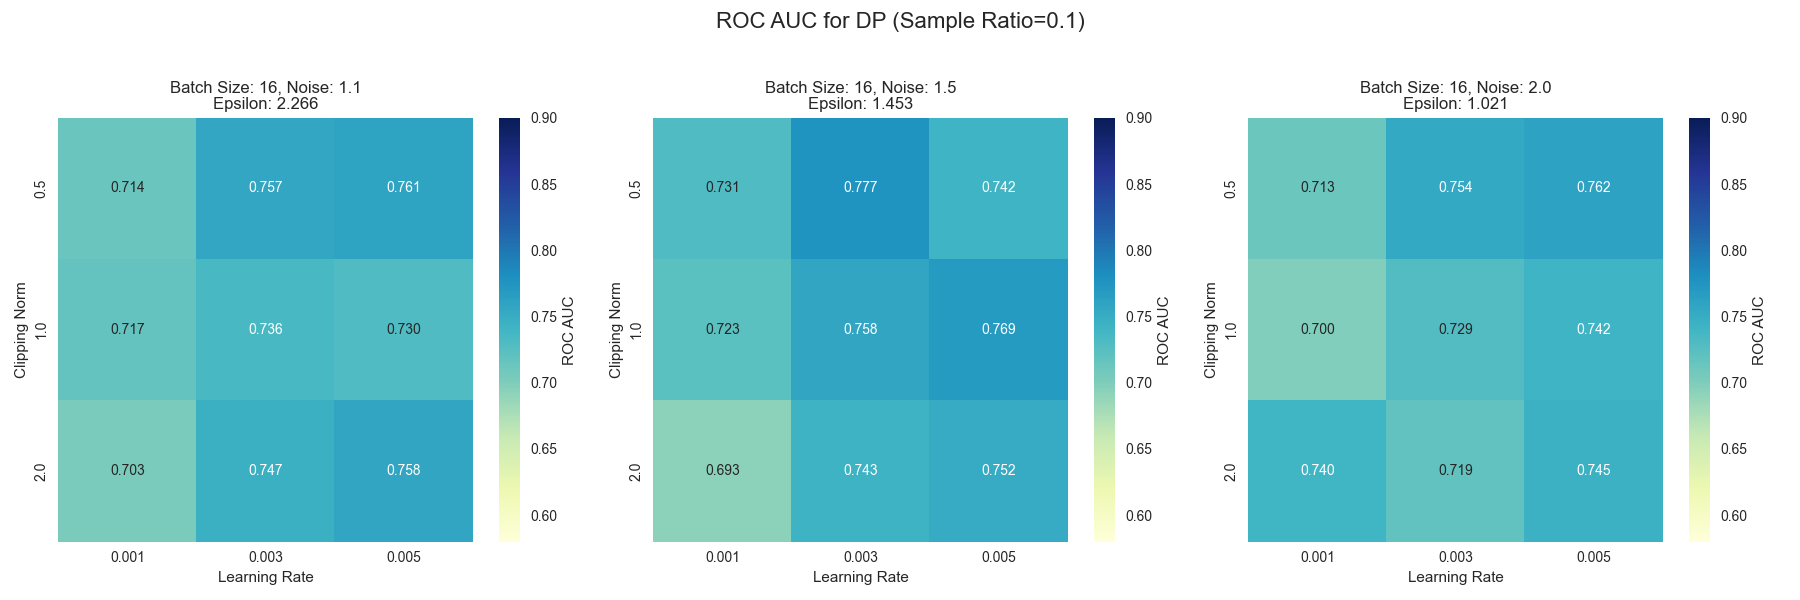 ROC AUC for DP (Sample Ratio=0.1)
Batch Size: 16, Noise: 1.1
Epsilon: 2.266
Clipping Norm
0.5
1.0
2.0
0.714 0.757 0.761
0.717 0.736 0.730
0.703 0.747 0.758
0.001 0.003 0.005
Learning Rate
0.90
0.85
0.80
0.75
0.70
0.65
0.60
ROC AUC
Batch Size: 16, Noise: 1.5
Epsilon: 1.453
Clipping Norm
0.5
1.0
2.0
0.731 0.777 0.742
0.723 0.758 0.769
0.693 0.743 0.752
0.001 0.003 0.005
Learning Rate
0.90
0.85
0.80
0.75
0.70
0.65
0.60
ROC AUC
Batch Size: 16, Noise: 2.0
Epsilon: 1.021
Clipping Norm
0.5
1.0
2.0
0.713 0.754 0.762
0.700 0.729 0.742
0.740 0.719 0.745
0.001 0.003 0.005
Learning Rate
0.90
0.85
0.80
0.75
0.70
0.65
0.60
ROC AUC